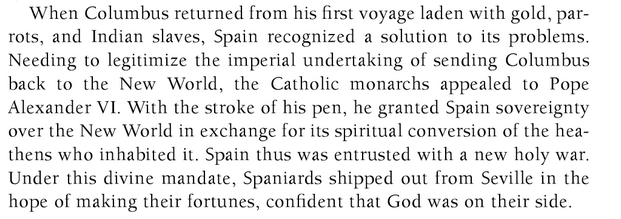 When Columbus returned from his first voyage laden with gold, par-
rots, and Indian slaves, Spain recognized a solution to its problems.
Needing to legitimize the imperial undertaking of sending Columbus
back to the New World, the Catholic monarchs appealed to Pope
Alexander VI. With the stroke of his pen, he granted Spain sovereignty
over the New World in exchange for its spiritual conversion of the hea-
thens who inhabited it. Spain thus was entrusted with a new holy war.
Under this divine mandate, Spaniards shipped out from Seville in the
hope of making their fortunes, confident that God was on their side.